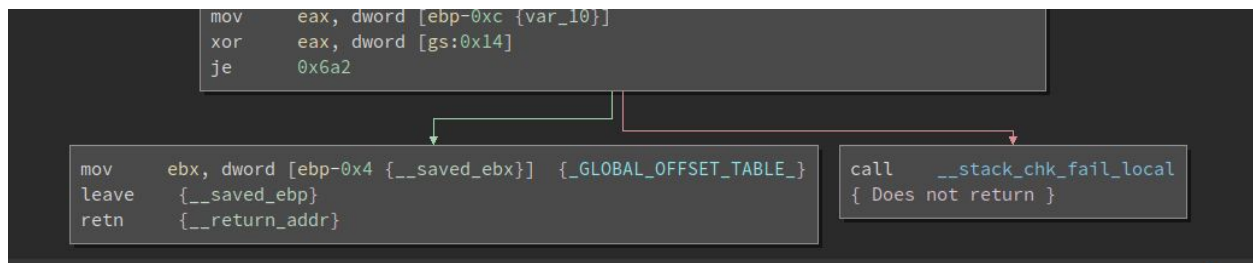 mov eax, dword [ebp-0xc {var_10}]
xor eax, dword [gs:0x14]
je 0x6a2
mov ebx, dword [ebp-0x4 {__saved_ebx}] {_GLOBAL_OFFSET_TABLE_}
leave {__saved_ebp}
retn {__return_addr}
call __stack_chk_fail_local
{ Does not return }